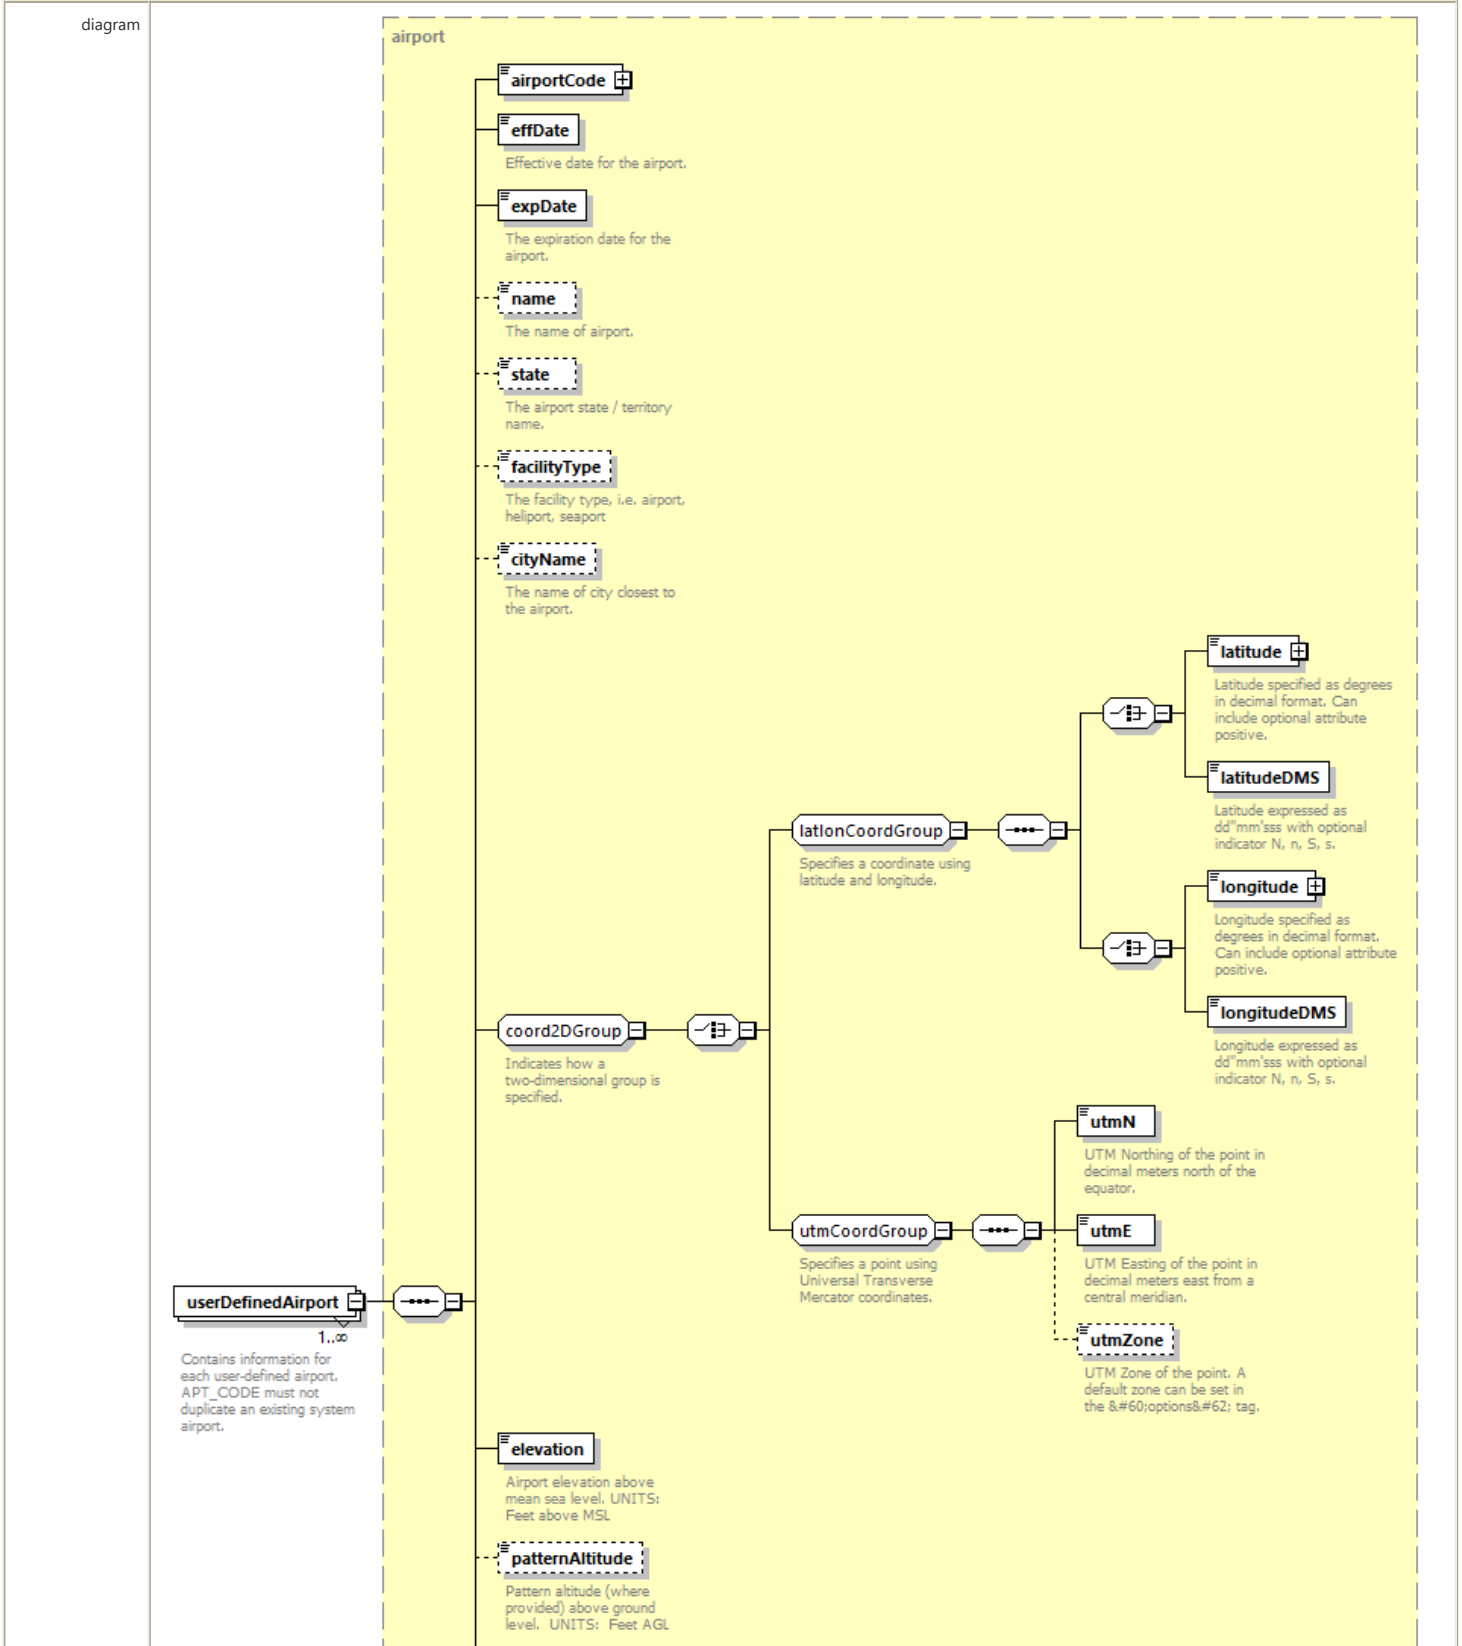 diagram
airport
airportCode
effDate
Effective date for the airport.
expDate
The expiration date for the
airport.
name
The name of airport.
state
The airport state / territory
name.
facilityType
The facility type, i.e. airport,
heliport, seaport
cityName
The name of city closest to
the airport.
latitude
Latitude specified as degrees
in decimal format. Can
include optional attribute
positive.
latitudeDMS
Latitude expressed as
dd"mm'sss with optional
indicator N, n, S, s.
latlonCoordGroup
Specifies a coordinate using
latitude and longitude.
longitude
Longitude specified as
degrees in decimal format.
Can include optional attribute
positive.
longitudeDMS
Longitude expressed as
dd"mm'sss with optional
indicator N, n, S, s.
coord2DGroup
Indicates how a
two-dimensional group is
specified.
utmN
UTM Northing of the point in
decimal meters north of the
equator.
utmCoordGroup
Specifies a point using
Universal Transverse
Mercator coordinates.
utmE
UTM Easting of the point in
decimal meters east from a
central meridian.
utmZone
UTM Zone of the point. A
default zone can be set in
the &#60;options&#62; tag.
userDefinedAirport
1..∞
Contains information for
each user-defined airport.
APT_CODE must not
duplicate an existing system
airport.
elevation
Airport elevation above
mean sea level. UNITS:
Feet above MSL
patternAltitude
Pattern altitude (where
provided) above ground
level.  UNITS:  Feet AGL